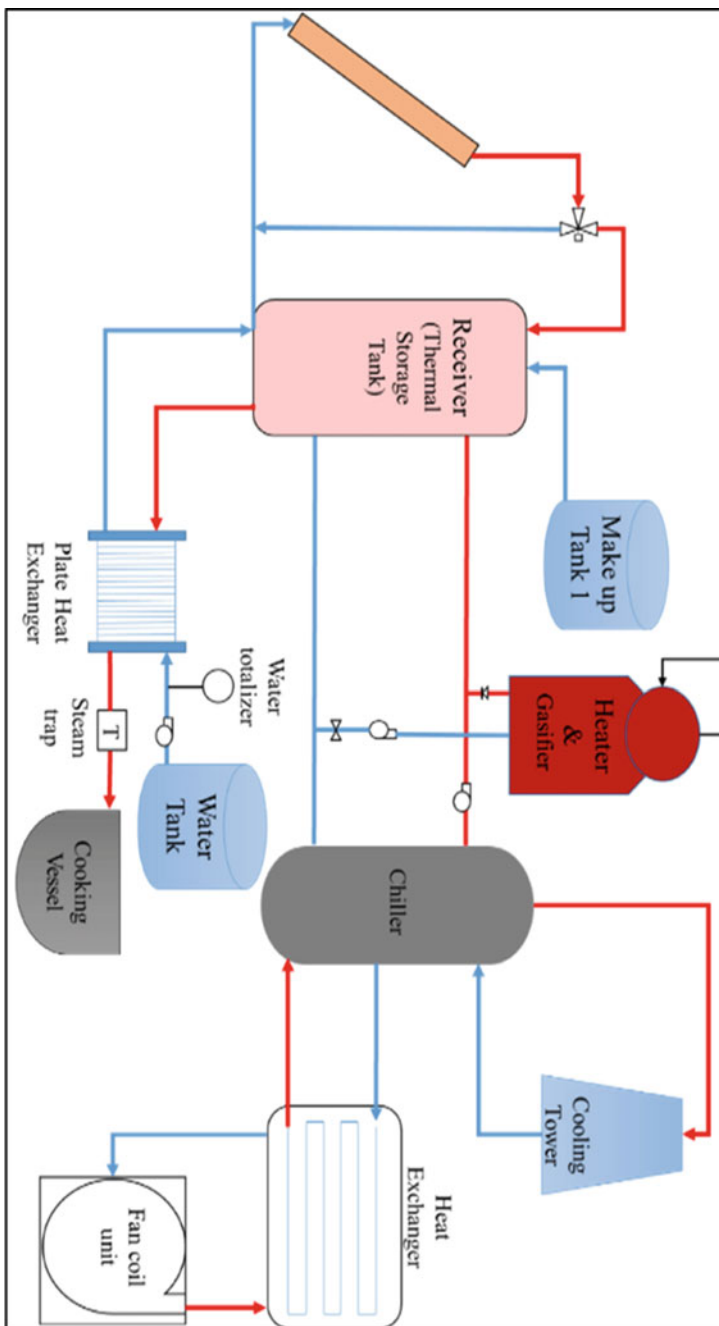 Make up
Tank 1
Heater
&
Gasifier
Cooling
Tower
Receiver
(Thermal
Storage
Tank)
Chiller
Heat
Exchanger
Water
totalizer
Water
Tank
Plate Heat
Exchanger
T
Steam
trap
Cooking
Vessel
Fan coil
unit